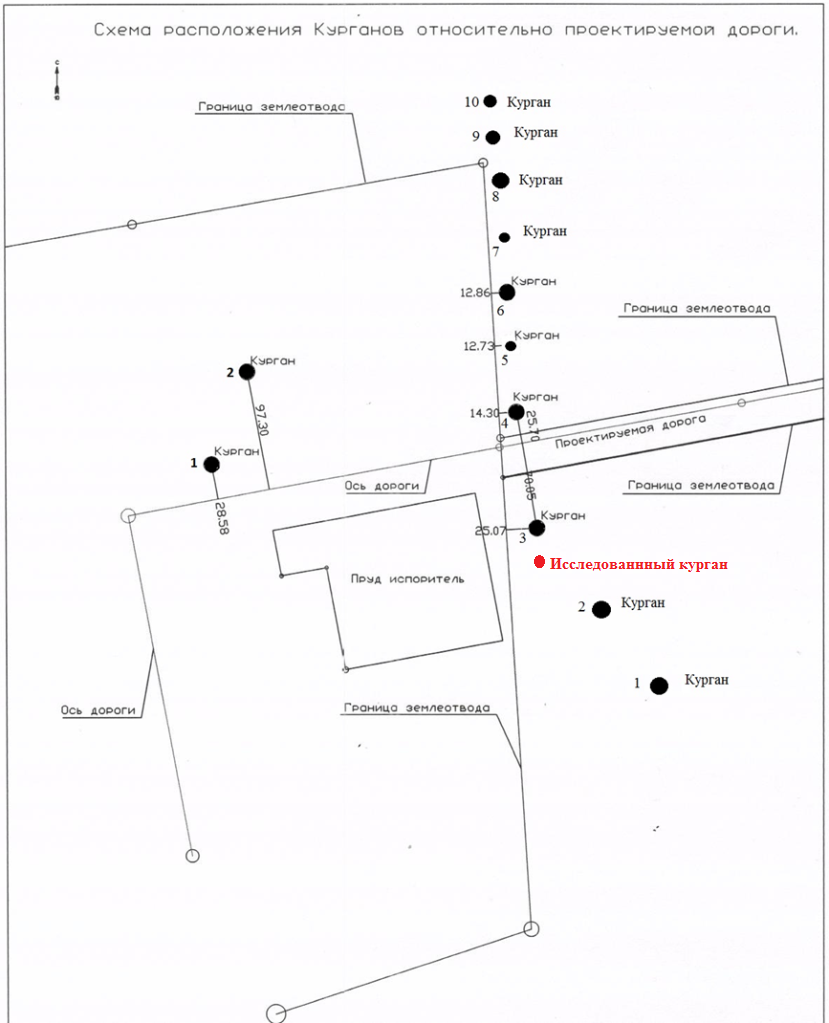 Схема расположения Курганов относительно проектируемой дороги.
С
10 Курган
Граница землеотвода
9 Курган
8 Курган
7 Курган
Курган
12.86
6
Граница землеотвода
Курган
12.73
5
2 Курган
97.30
Курган
14.30
4
25.70
Проектируемая дорога
1 Курган
28.58
Ось дороги
70.05
Граница землеотвода
Курган
25.07
3
Исследованнный курган
Пруд испоритель
2 Курган
1 Курган
Ось дороги
Граница землеотвода